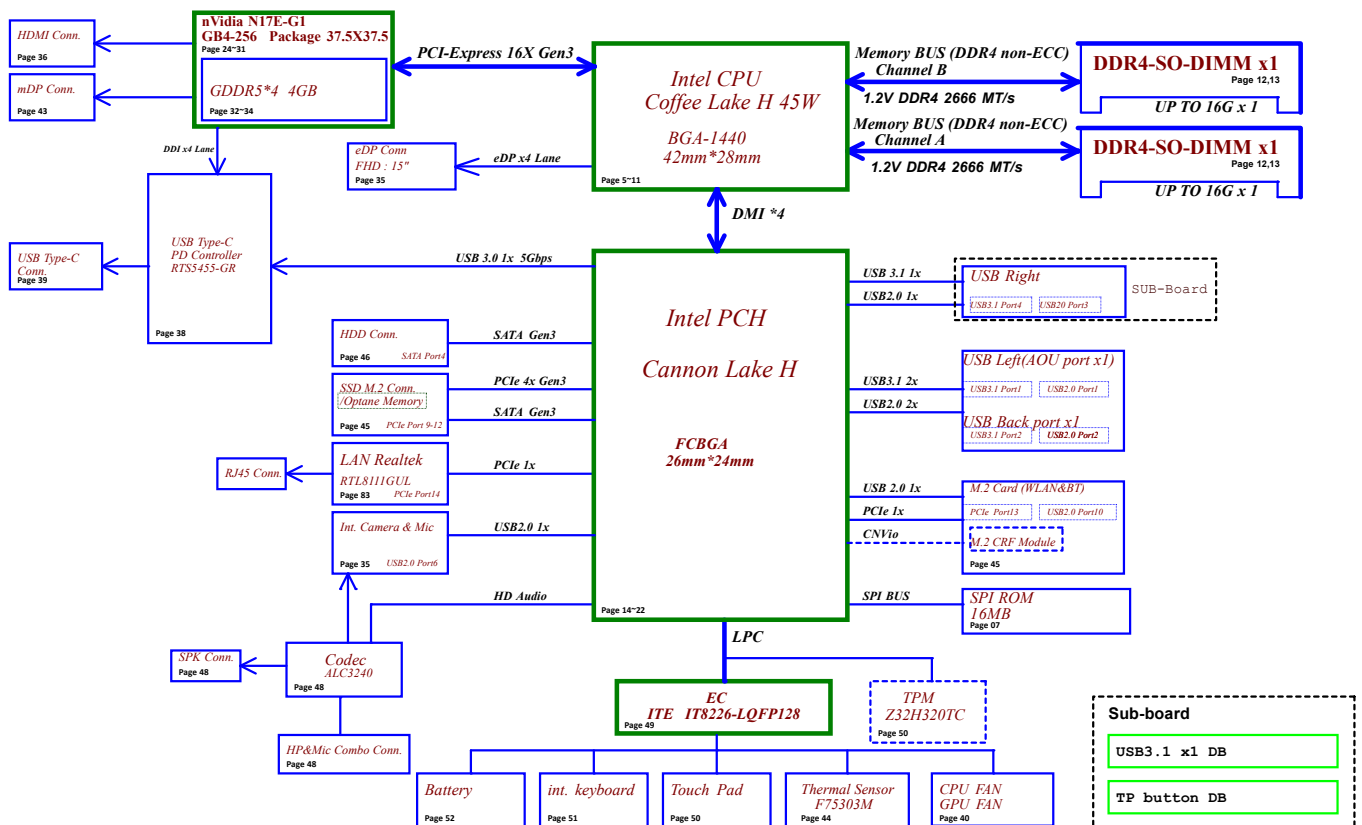 HDMI Conn.
Page 36
mDP Conn.
Page 43
nVidia N17E-G1
GB4-256 Package 37.5X37.5
Page 24~31
GDDR5*4 4GB
Page 32~34
PCI-Express 16X Gen3
DDI x4 Lane
eDP Conn
FHD : 15"
Page 35
eDP x4 Lane
Intel CPU
Coffee Lake H 45W
BGA-1440
42mm*28mm
Page 5~11
Memory BUS (DDR4 non-ECC)
Channel B
1.2V DDR4 2666 MT/s
DDR4-SO-DIMM x1
Page 12,13
UP TO 16G x 1
Memory BUS (DDR4 non-ECC)
Channel A
1.2V DDR4 2666 MT/s
DDR4-SO-DIMM x1
Page 12,13
UP TO 16G x 1
DMI *4
USB Type-C
Conn.
Page 39
USB Type-C
PD Controller
RTS5455-GR
Page 38
USB 3.0 1x 5Gbps
Intel PCH
Cannon Lake H
FCBGA
26mm*24mm
Page 14~22
HDD Conn.
Page 46
SATA Port4
SATA Gen3
SSD M.2 Conn.
/Optane Memory
Page 45
PCIe Port 9-12
PCIe 4x Gen3
SATA Gen3
RJ45 Conn.
LAN Realtek
RTL8111GUL
Page 83
PCIe Port14
PCIe 1x
Int. Camera & Mic
Page 35
USB2.0 Port6
USB2.0 1x
HD Audio
SPK Conn.
Page 48
Codec
ALC3240
Page 48
HP&Mic Combo Conn.
Page 48
USB 3.1 1x
USB2.0 1x
USB Right
USB3.1 Port4
USB20 Port3
SUB-Board
USB3.1 2x
USB2.0 2x
USB Left(AOU port x1)
USB3.1 Port1
USB2.0 Port1
USB Back port x1
USB3.1 Port2
USB2.0 Port2
USB 2.0 1x
PCIe 1x
CNVio
M.2 Card (WLAN&BT)
PCIe Port13
USB2.0 Port10
M.2 CRF Module
Page 45
SPI BUS
SPI ROM
16MB
Page 07
LPC
EC
ITE IT8226-LQFP128
Page 49
TPM
Z32H320TC
Page 50
Battery
Page 52
int. keyboard
Page 51
Touch Pad
Page 50
Thermal Sensor
F75303M
Page 44
CPU FAN
GPU FAN
Page 40
Sub-board
USB3.1 x1 DB
TP button DB